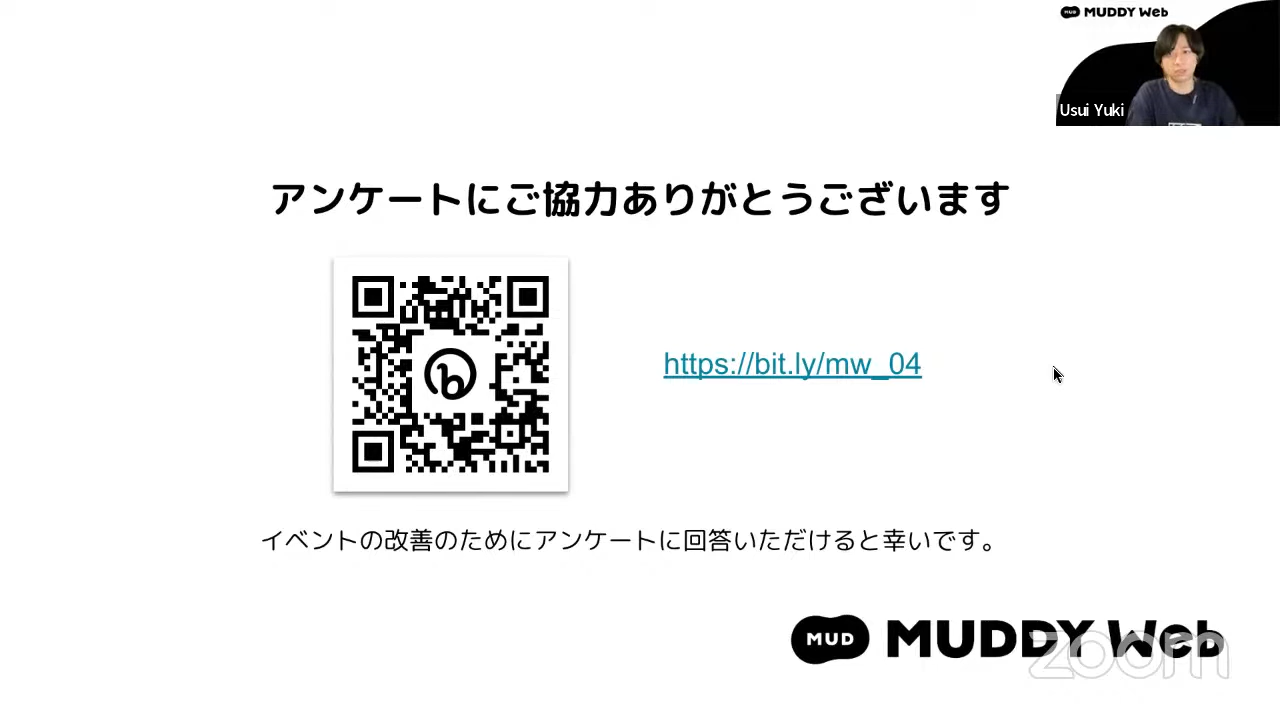 MUD MUDDY Web
Usui Yuki
アンケートにご協力ありがとうございます
b
https://bit.ly/mw_04
イベントの改善のためにアンケートに回答いただけると幸いです。
MUD MUDDY Web
zoom